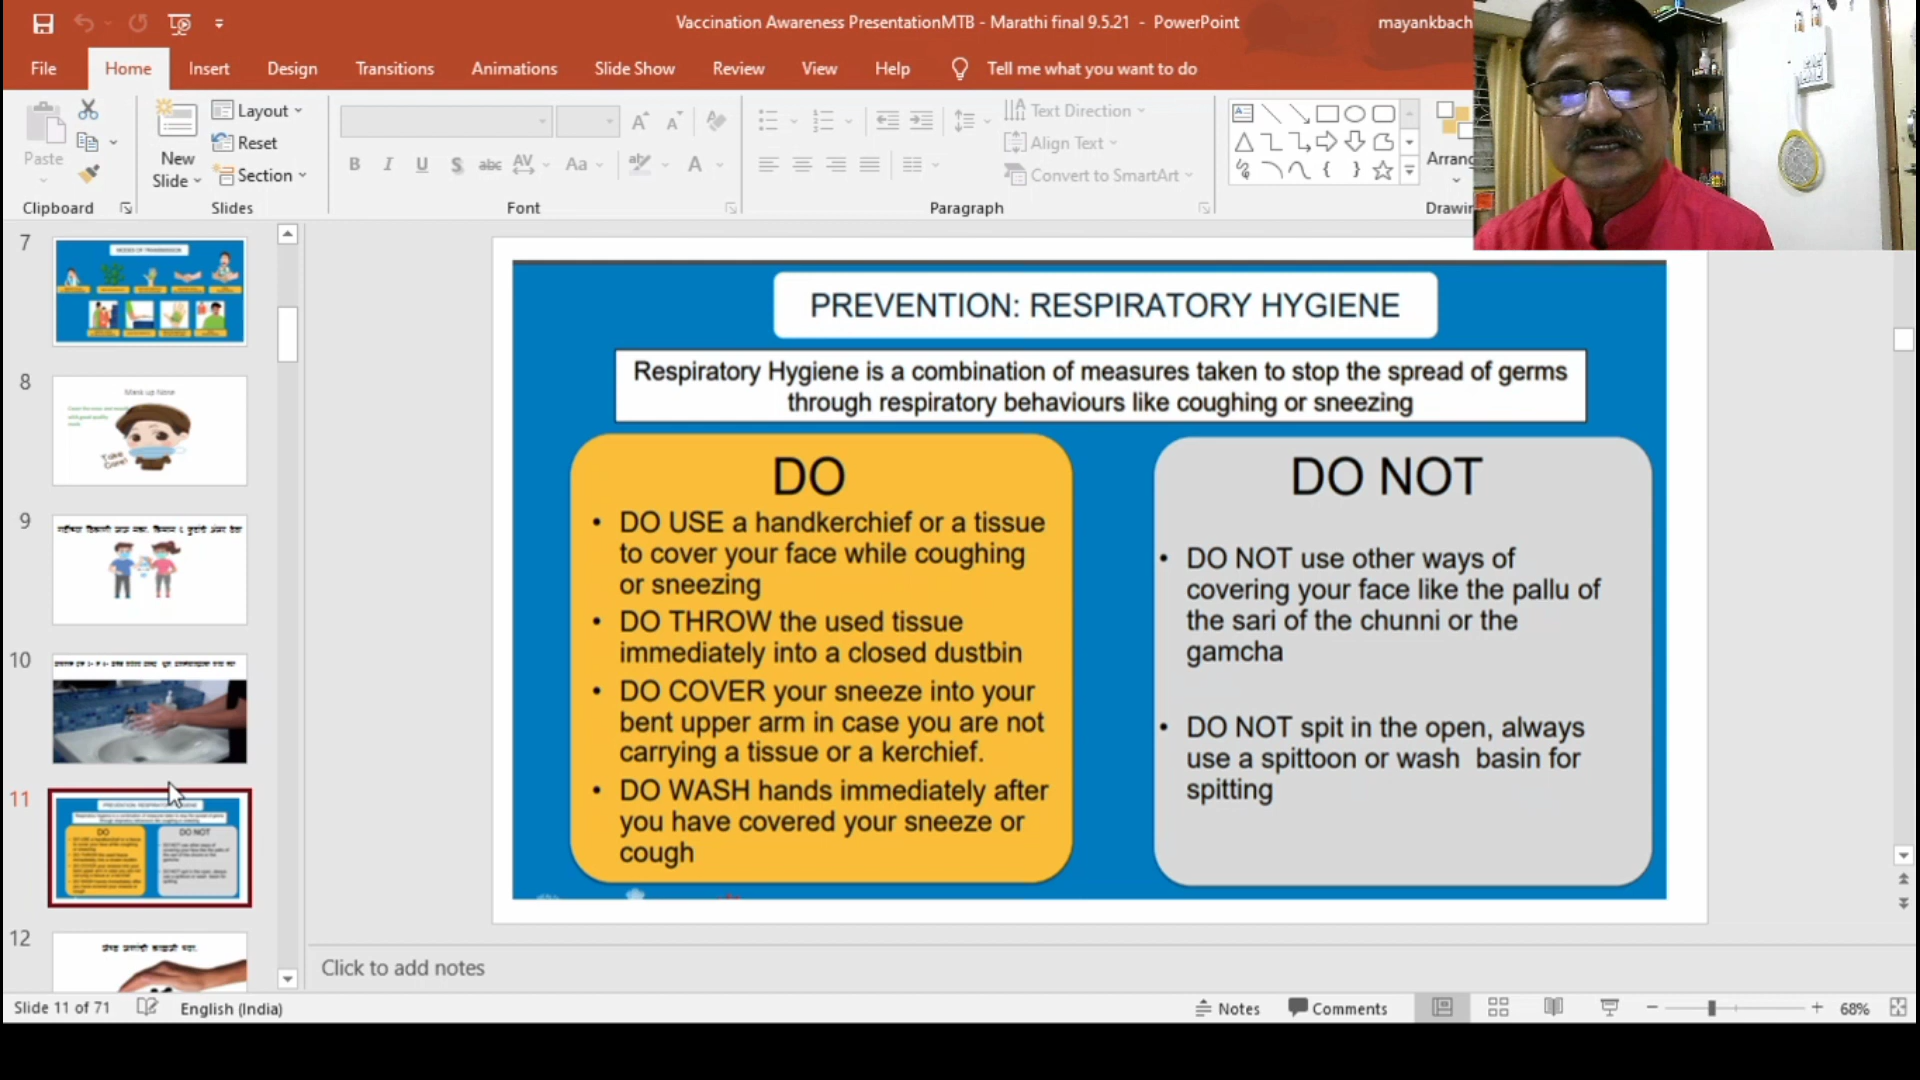 Vaccination Awareness PresentationMTB - Marathi final 9.5.21 - PowerPoint
mayankbach
File Home Insert Design Transitions Animations Slide Show Review View Help Tell me what you want to do
Paste
New
Slide
Layout
Reset
Section
Text Direction
Align Text
Convert to SmartArt
Arrang
Clipboard
Slides
Font
Paragraph
Drawin
7
MODES OF TRANSMISSION
8
Mask up Now
Take
Care!
9
10
11
12
PREVENTION: RESPIRATORY HYGIENE
Respiratory Hygiene is a combination of measures taken to stop the spread of germs
through respiratory behaviours like coughing or sneezing
DO
• DO USE a handkerchief or a tissue
to cover your face while coughing
or sneezing
• DO THROW the used tissue
immediately into a closed dustbin
• DO COVER your sneeze into your
bent upper arm in case you are not
carrying a tissue or a kerchief.
• DO WASH hands immediately after
you have covered your sneeze or
cough
DO NOT
• DO NOT use other ways of
covering your face like the pallu of
the sari of the chunni or the
gamcha
• DO NOT spit in the open, always
use a spittoon or wash basin for
spitting
Click to add notes
Slide 11 of 71
English (India)
Notes
Comments
68%